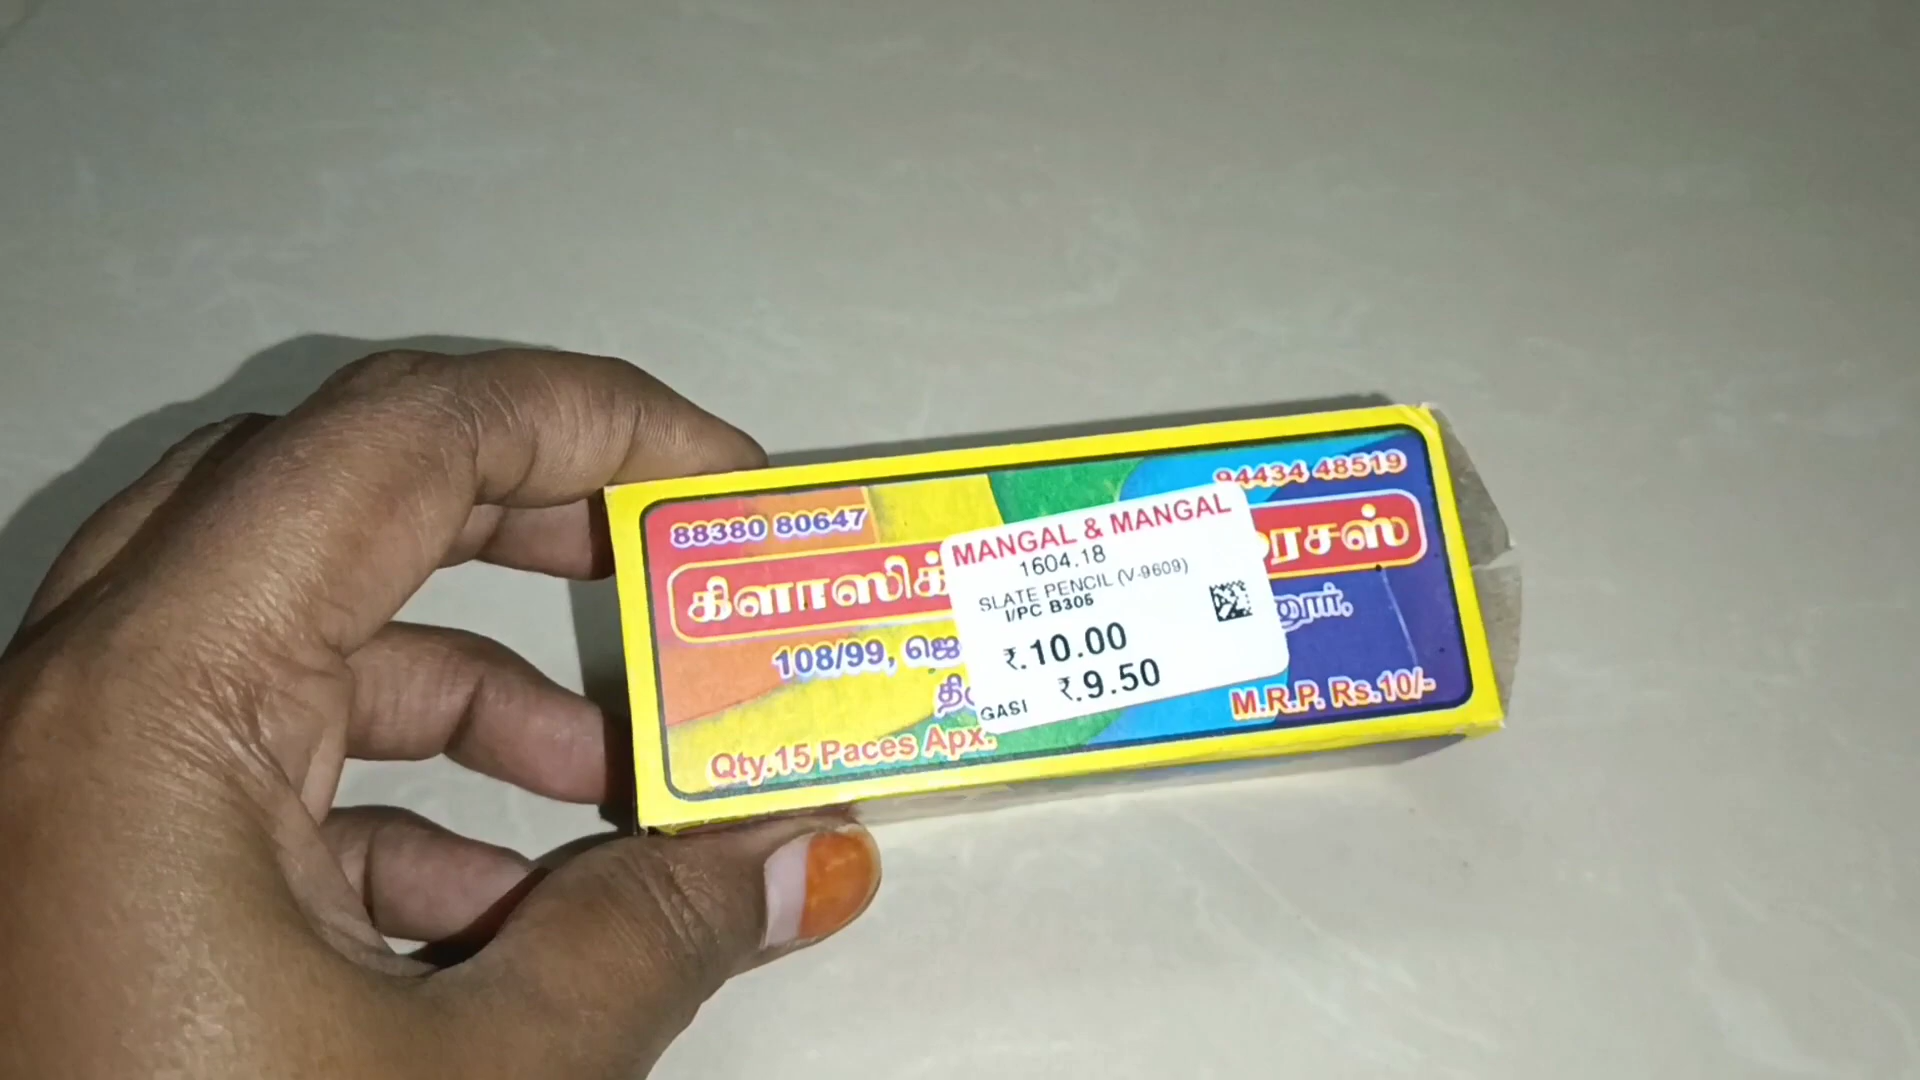 88380 80647
94434 48519
கிளாஸிக்
MANGAL & MANGAL
1604.18
SLATE PENCIL (V-9609)
I/PC B305
₹.10.00
₹.9.50
GASI
108/99,
Qty.15 Paces Apx.
M.R.P. Rs.10/-